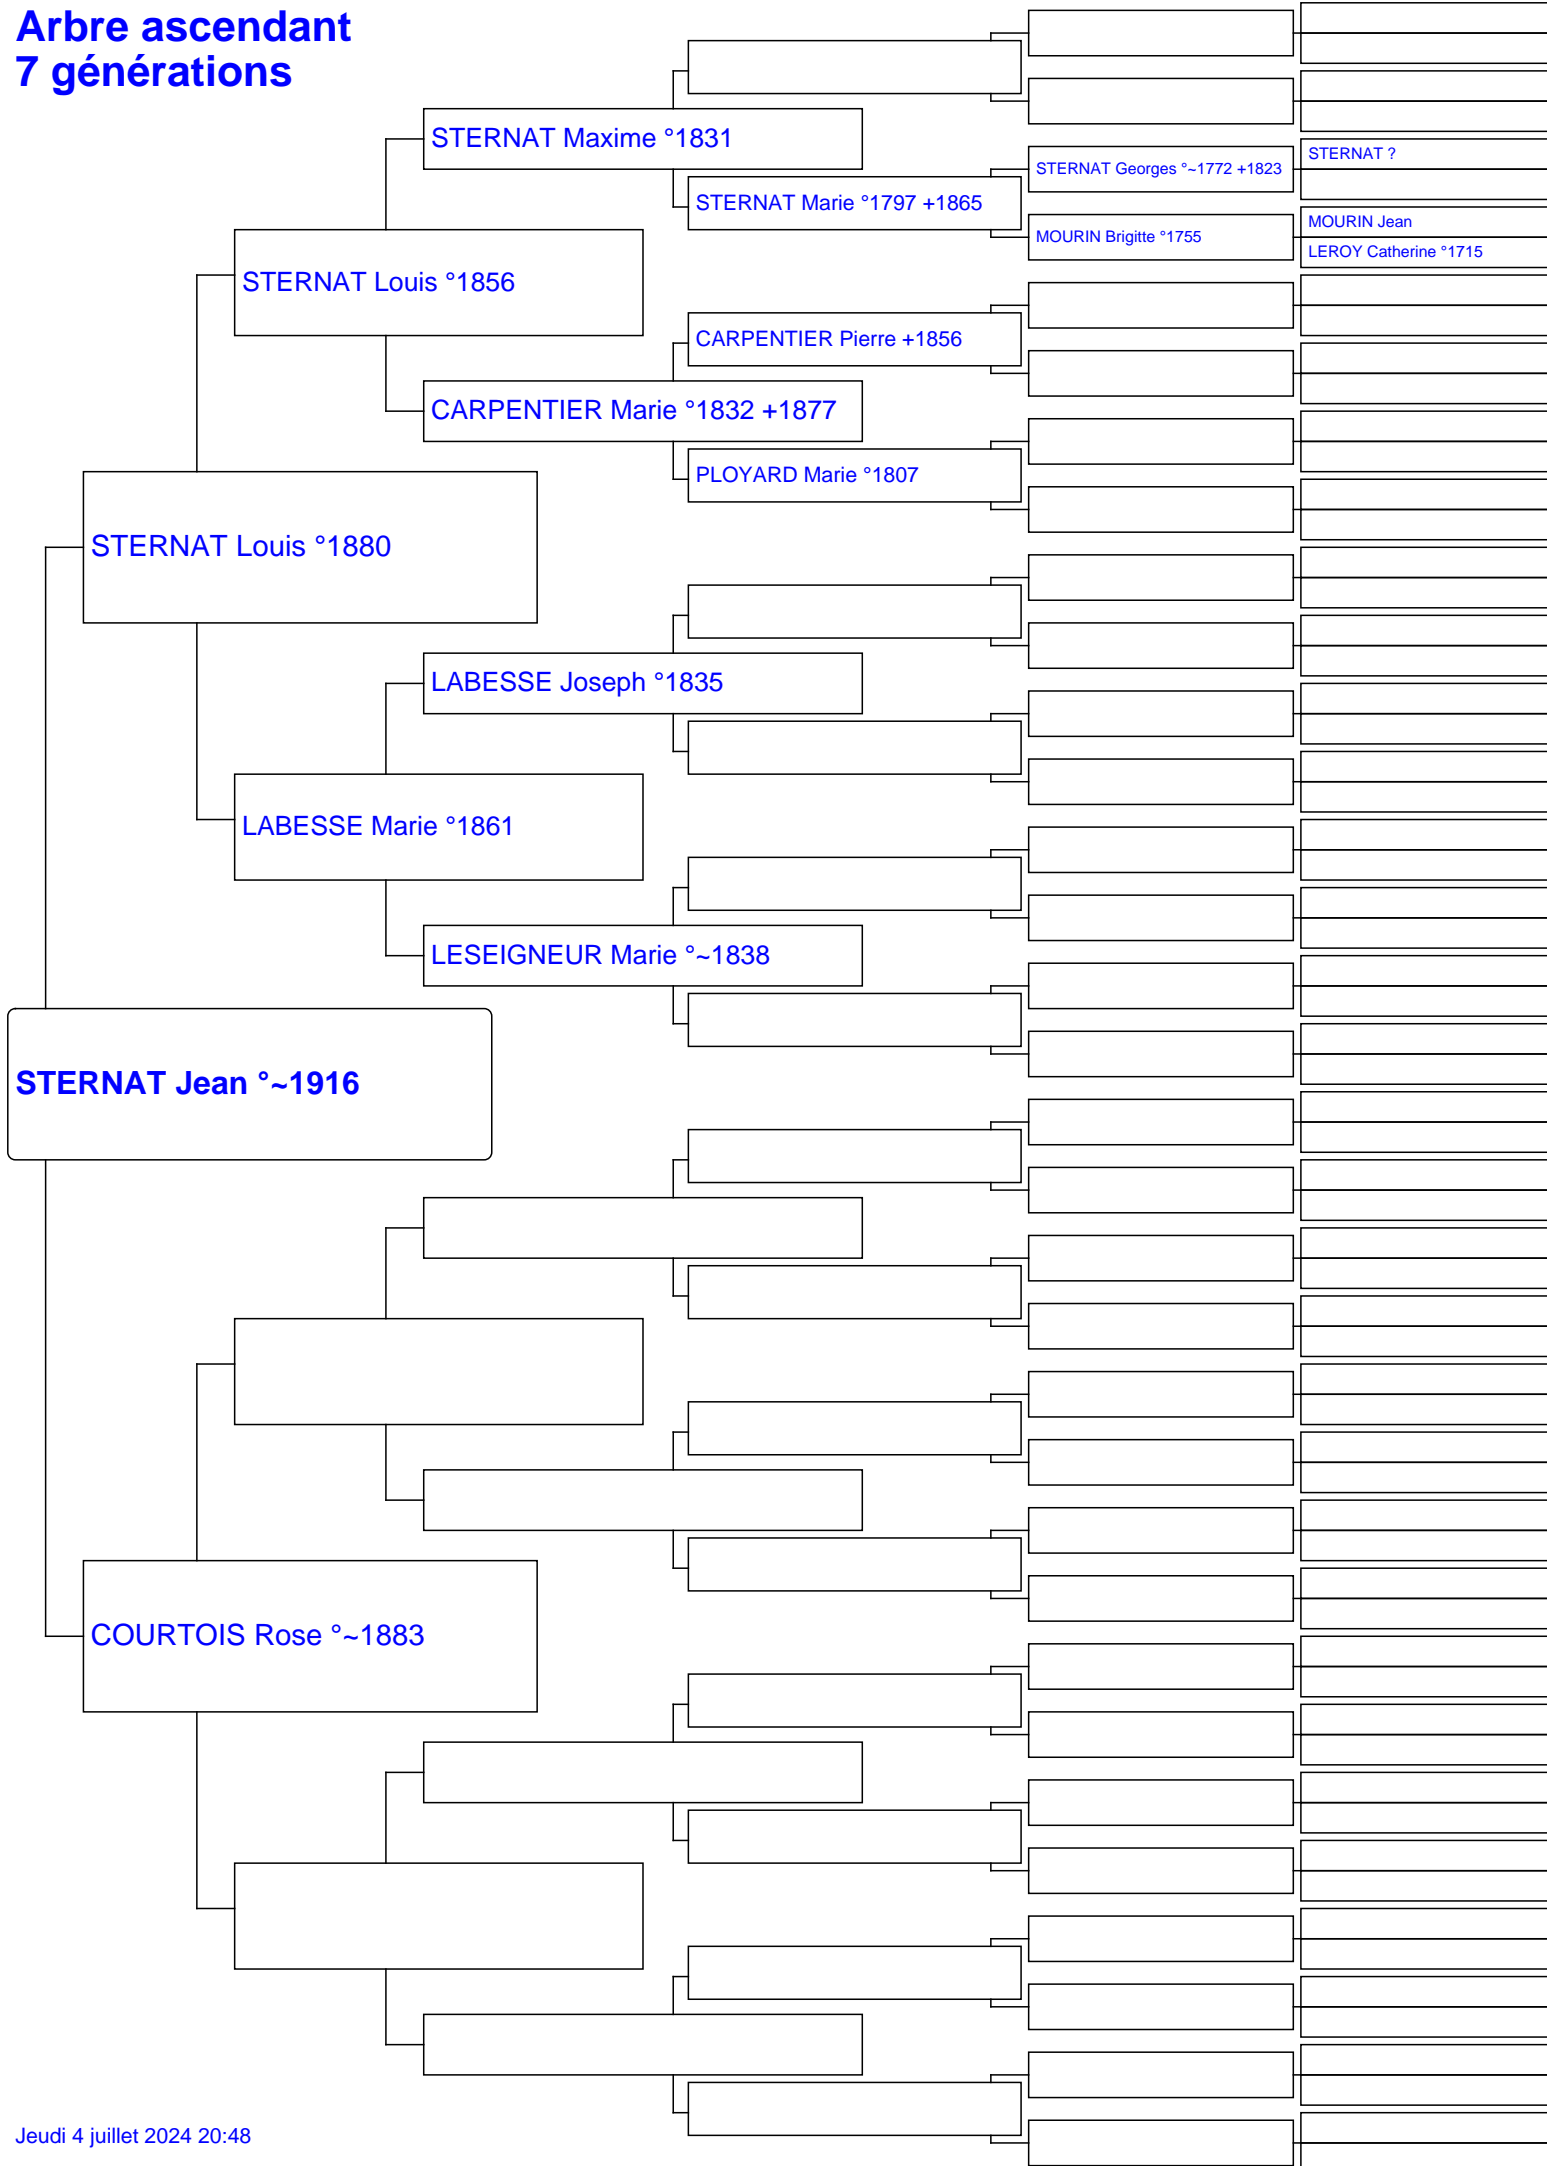 Arbre ascendant
7 générations
STERNAT Maxime °1831
STERNAT Georges °~1772 +1823
STERNAT ?
STERNAT Marie °1797 +1865
MOURIN Brigitte °1755
MOURIN Jean
LEROY Catherine °1715
STERNAT Louis °1856
CARPENTIER Pierre +1856
CARPENTIER Marie °1832 +1877
PLOYARD Marie °1807
STERNAT Louis °1880
LABESSE Joseph °1835
LABESSE Marie °1861
LESEIGNEUR Marie °~1838
STERNAT Jean °~1916
COURTOIS Rose °~1883
Jeudi 4 juillet 2024 20:48